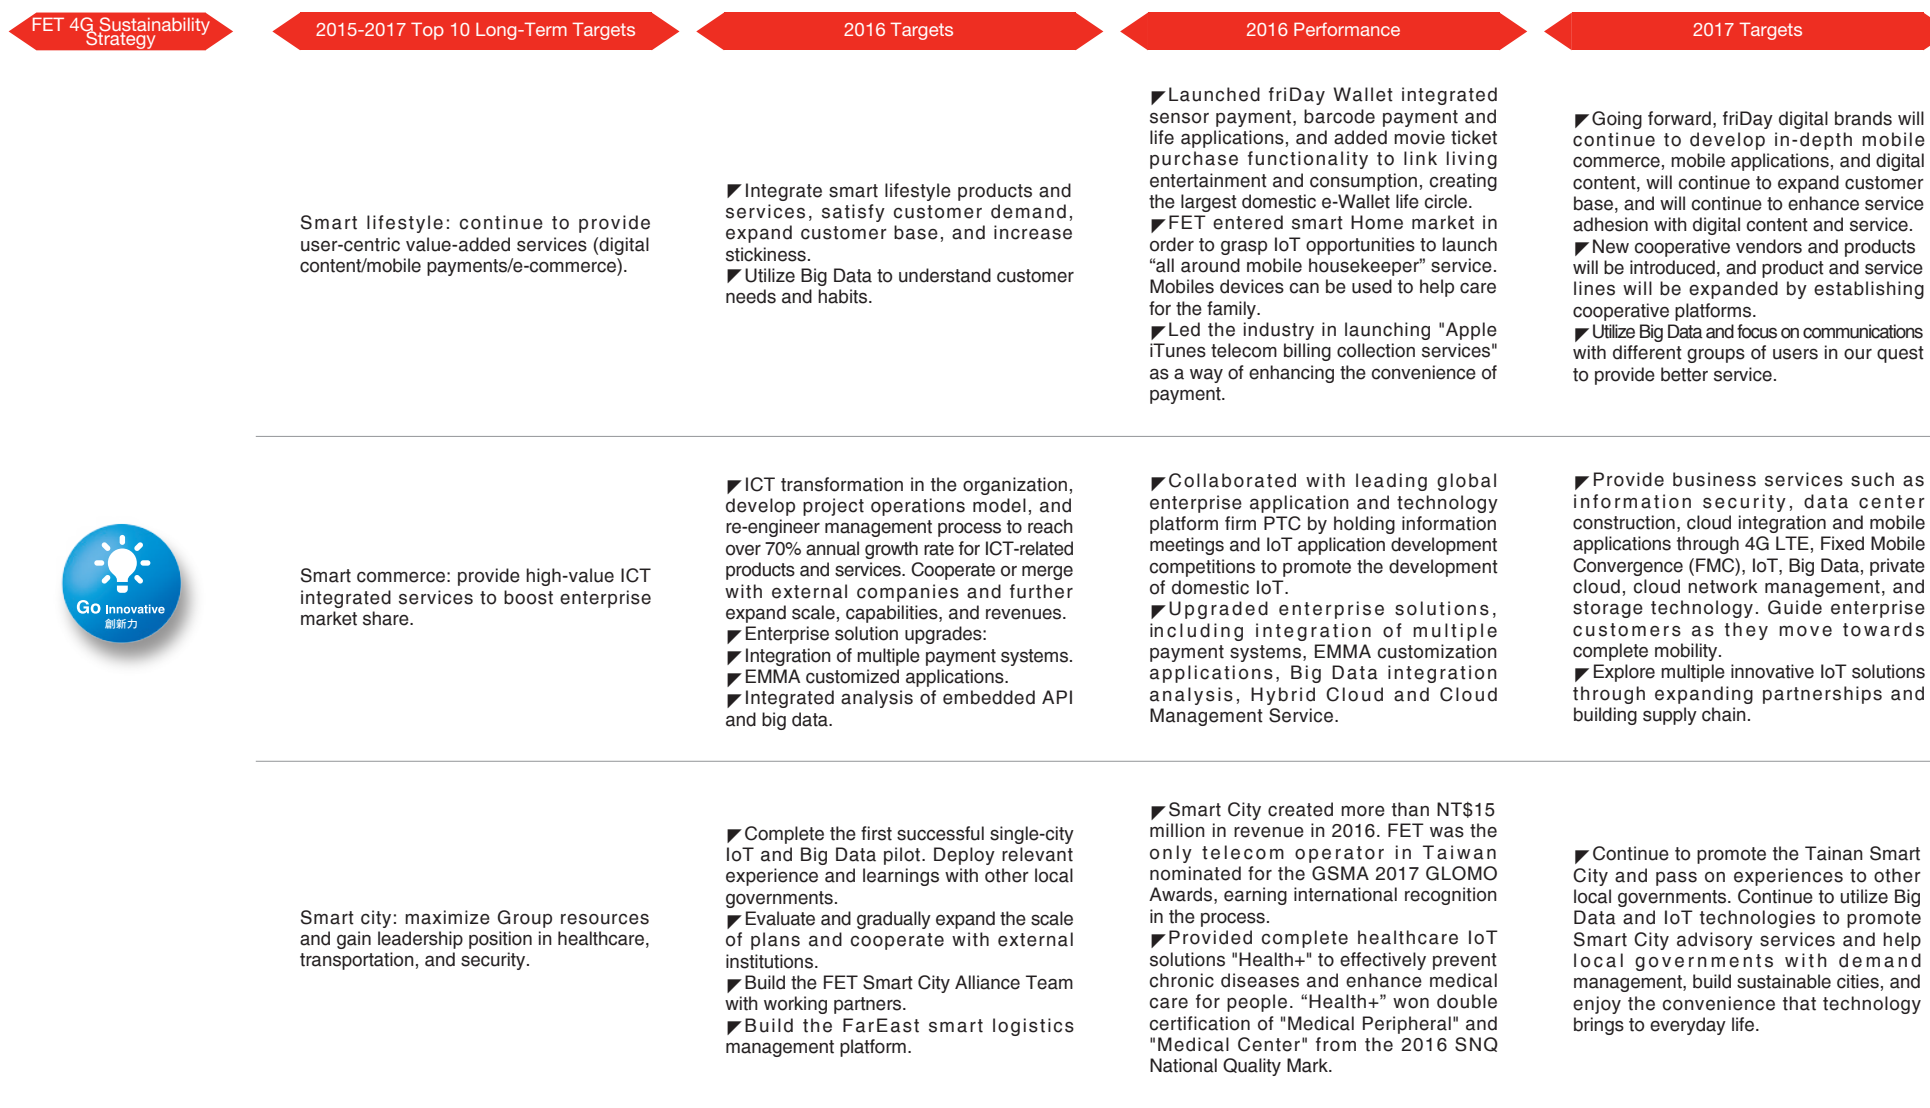 FET 4G Sustainability
Strategy
2015-2017 Top 10 Long-Term Targets
2016 Targets
2016 Performance
2017 Targets
Go Innovative
創新力
Smart lifestyle: continue to provide
user-centric value-added services (digital
content/mobile payments/e-commerce).
◤Integrate smart lifestyle products and
services, satisfy customer demand,
expand customer base, and increase
stickiness.
◤Utilize Big Data to understand customer
needs and habits.
◤Launched friDay Wallet integrated
sensor payment, barcode payment and
life applications, and added movie ticket
purchase functionality to link living
entertainment and consumption, creating
the largest domestic e-Wallet life circle.
◤FET entered smart Home market in
order to grasp IoT opportunities to launch
“all around mobile housekeeper” service.
Mobiles devices can be used to help care
for the family.
◤Led the industry in launching "Apple
iTunes telecom billing collection services"
as a way of enhancing the convenience of
payment.
◤Going forward, friDay digital brands will
continue to develop in-depth mobile
commerce, mobile applications, and digital
content, will continue to expand customer
base, and will continue to enhance service
adhesion with digital content and service.
◤New cooperative vendors and products
will be introduced, and product and service
lines will be expanded by establishing
cooperative platforms.
◤Utilize Big Data and focus on communications
with different groups of users in our quest
to provide better service.
Smart commerce: provide high-value ICT
integrated services to boost enterprise
market share.
◤ICT transformation in the organization,
develop project operations model, and
re-engineer management process to reach
over 70% annual growth rate for ICT-related
products and services. Cooperate or merge
with external companies and further
expand scale, capabilities, and revenues.
◤Enterprise solution upgrades:
◤Integration of multiple payment systems.
◤EMMA customized applications.
◤Integrated analysis of embedded API
and big data.
◤Collaborated with leading global
enterprise application and technology
platform firm PTC by holding information
meetings and IoT application development
competitions to promote the development
of domestic IoT.
◤Upgraded enterprise solutions,
including integration of multiple
payment systems, EMMA customization
applications, Big Data integration
analysis, Hybrid Cloud and Cloud
Management Service.
◤Provide business services such as
information security, data center
construction, cloud integration and mobile
applications through 4G LTE, Fixed Mobile
Convergence (FMC), IoT, Big Data, private
cloud, cloud network management, and
storage technology. Guide enterprise
customers as they move towards
complete mobility.
◤Explore multiple innovative IoT solutions
through expanding partnerships and
building supply chain.
Smart city: maximize Group resources
and gain leadership position in healthcare,
transportation, and security.
◤Complete the first successful single-city
IoT and Big Data pilot. Deploy relevant
experience and learnings with other local
governments.
◤Evaluate and gradually expand the scale
of plans and cooperate with external
institutions.
◤Build the FET Smart City Alliance Team
with working partners.
◤Build the FarEast smart logistics
management platform.
◤Smart City created more than NT$15
million in revenue in 2016. FET was the
only telecom operator in Taiwan
nominated for the GSMA 2017 GLOMO
Awards, earning international recognition
in the process.
◤Provided complete healthcare IoT
solutions "Health+" to effectively prevent
chronic diseases and enhance medical
care for people. “Health+” won double
certification of "Medical Peripheral" and
"Medical Center" from the 2016 SNQ
National Quality Mark.
◤Continue to promote the Tainan Smart
City and pass on experiences to other
local governments. Continue to utilize Big
Data and IoT technologies to promote
Smart City advisory services and help
local governments with demand
management, build sustainable cities, and
enjoy the convenience that technology
brings to everyday life.